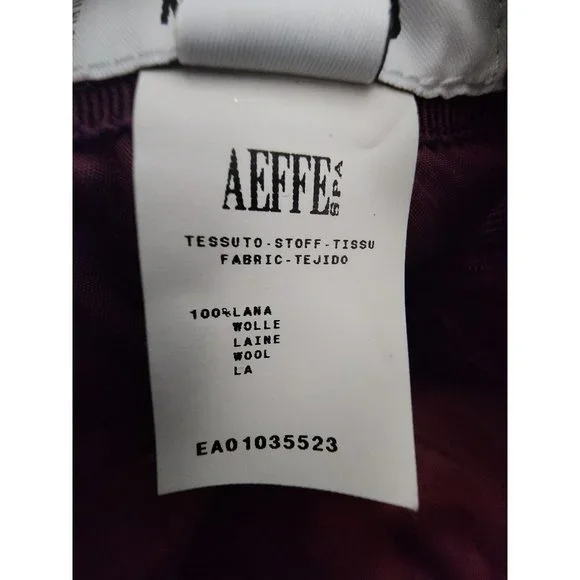 AEFFE SPA
TESSUTO-STOFF-TISSU
FABRIC-TEJIDO
100%LANA
WOLLE
LAINE
WOOL
LA
EA01035523